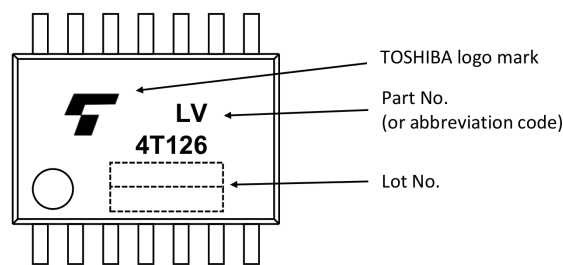 TOSHIBA logo mark
LV
Part No.
(or abbreviation code)
4T126
Lot No.